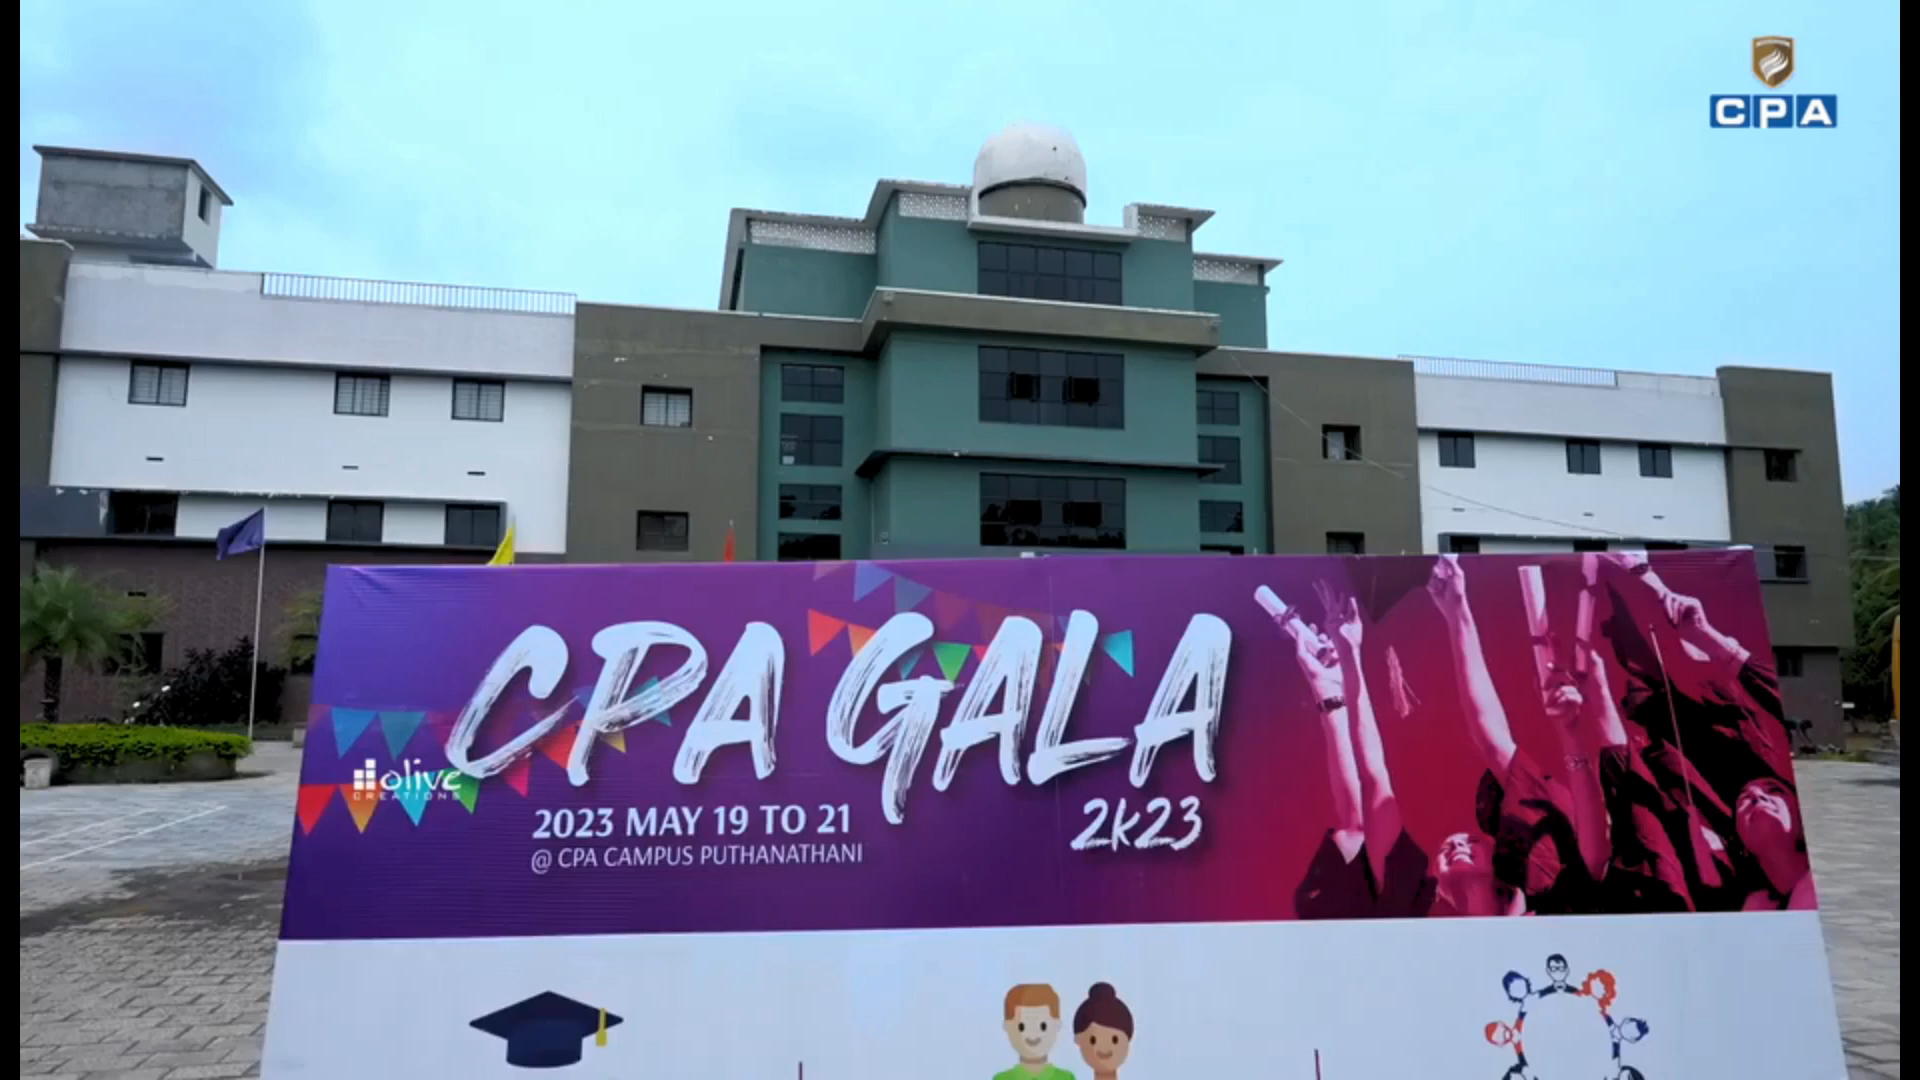 CPA
CPA GALA
2k23
olive
CREATIONS
2023 MAY 19 TO 21
@ CPA CAMPUS PUTHANATHANI